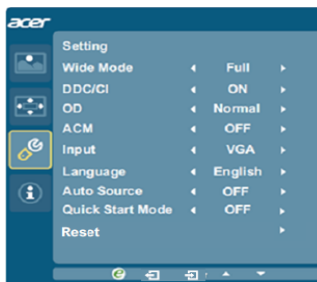 acer
Setting
Wide Mode Full
DDC/CI ON
OD Normal
ACM OFF
Input VGA
Language English
Auto Source OFF
Quick Start Mode OFF
Reset